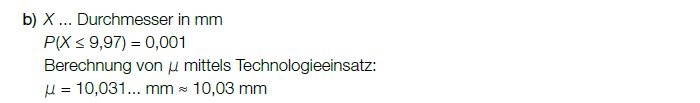 b) X ... Durchmesser in mm
P(X ≤ 9,97) = 0,001
Berechnung von μ mittels Technologieeinsatz:
μ = 10,031... mm ≈ 10,03 mm